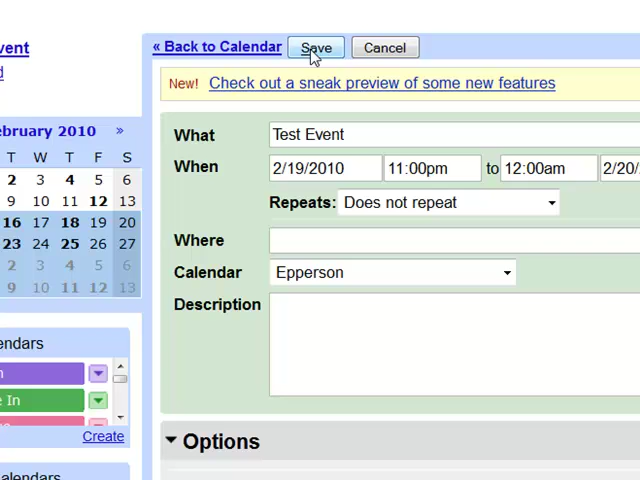 vent
d
« Back to Calendar Save Cancel
New! Check out a sneak preview of some new features
ebruary 2010 »
T W T F S
2 3 4 5 6
9 10 11 12 13
16 17 18 19 20
23 24 25 26 27
2 3 4 5 6
9 10 11 12 13
What Test Event
When 2/19/2010 11:00pm to 12:00am 2/20/
Repeats: Does not repeat
Where
Calendar Epperson
Description
endars
n
e In
Create
Options
alendars